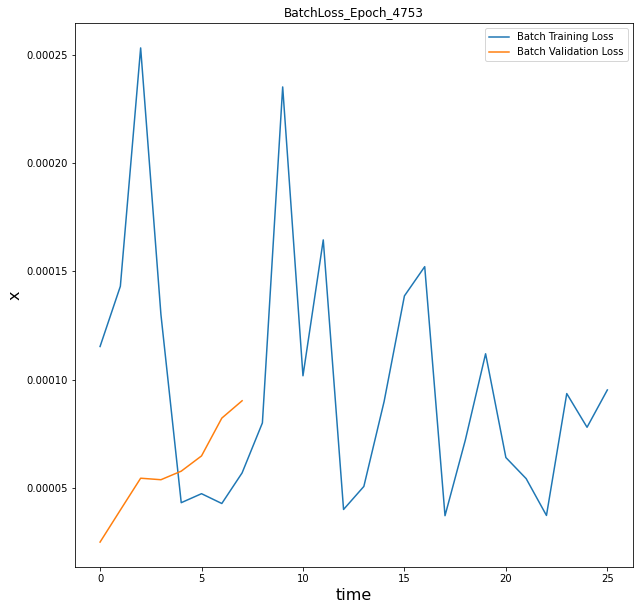 BatchLoss_Epoch_4753
Batch Training Loss
Batch Validation Loss
0.00025
0.00020
0.00015
0.00010
0.00005
x
0 5 10 15 20 25
time